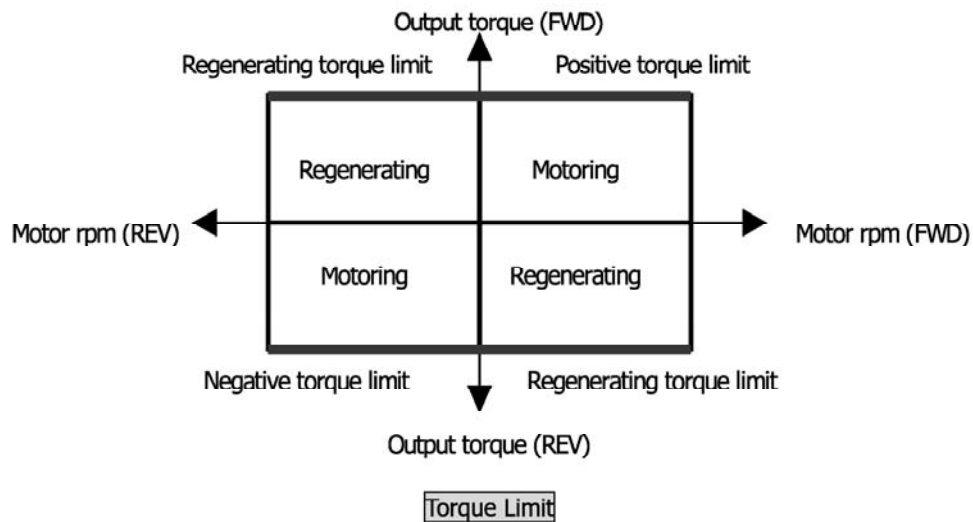 Output torque (FWD)
Regenerating torque limit
Positive torque limit
Regenerating
Motoring
Motor rpm (REV)
Motor rpm (FWD)
Motoring
Regenerating
Negative torque limit
Regenerating torque limit
Output torque (REV)
Torque Limit